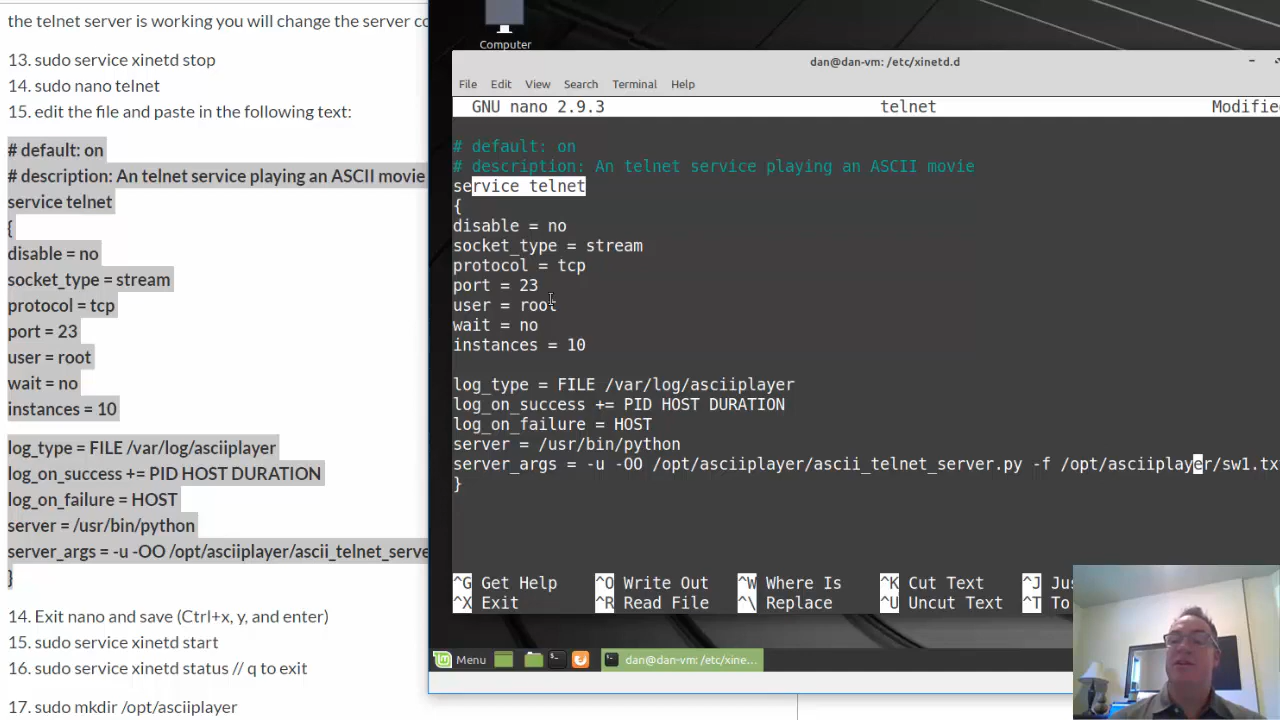 the telnet server is working you will change the server co
13. sudo service xinetd stop
14. sudo nano telnet
15. edit the file and paste in the following text:
# default: on
# description: An telnet service playing an ASCII movie
service telnet
{
disable = no
socket_type = stream
protocol = tcp
port = 23
user = root
wait = no
instances = 10
log_type = FILE /var/log/asciiplayer
log_on_success += PID HOST DURATION
log_on_failure = HOST
server = /usr/bin/python
server_args = -u -OO /opt/asciiplayer/ascii_telnet_serve
}
14. Exit nano and save (Ctrl+x, y, and enter)
15. sudo service xinetd start
16. sudo service xinetd status // q to exit
17. sudo mkdir /opt/asciiplayer
Computer
dan@dan-vm: /etc/xinetd.d
File Edit View Search Terminal Help
GNU nano 2.9.3 telnet Modified
# default: on
# description: An telnet service playing an ASCII movie
service telnet
{
disable = no
socket_type = stream
protocol = tcp
port = 23
user = root
wait = no
instances = 10
log_type = FILE /var/log/asciiplayer
log_on_success += PID HOST DURATION
log_on_failure = HOST
server = /usr/bin/python
server_args = -u -OO /opt/asciiplayer/ascii_telnet_server.py -f /opt/asciiplayer/sw1.tx
}
^G Get Help ^O Write Out ^W Where Is ^K Cut Text ^J Jus
^X Exit ^R Read File ^\ Replace ^U Uncut Text ^T To
Menu dan@dan-vm: /etc/xine...